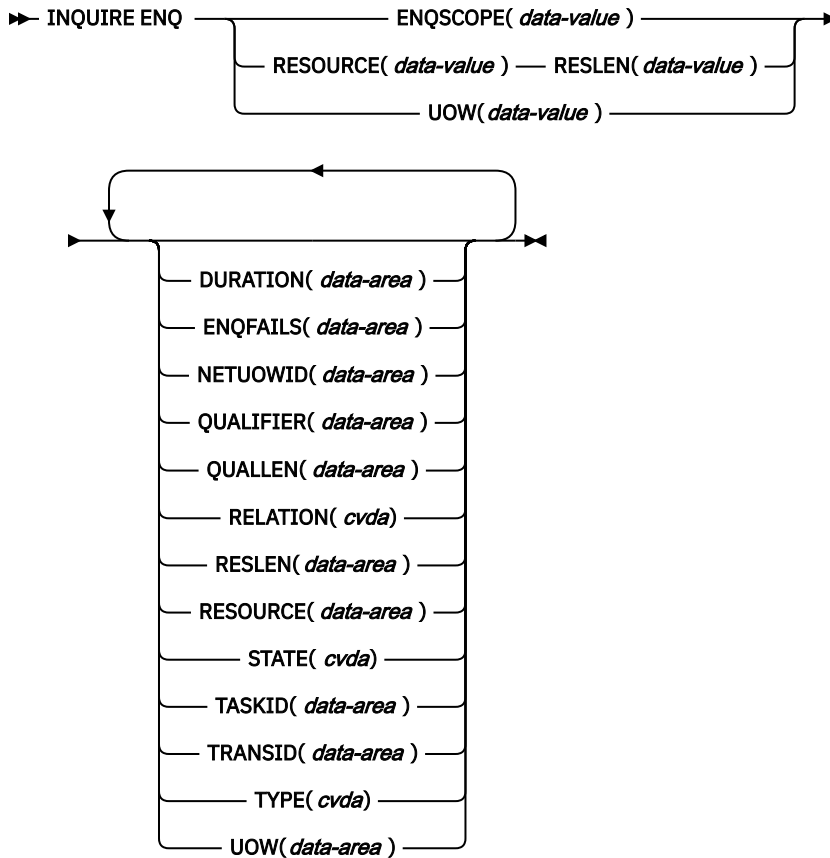 INQUIRE ENQ ENQSCOPE( data-value )
RESOURCE( data-value ) RESLEN( data-value )
UOW( data-value )
DURATION( data-area )
ENQFAILS( data-area )
NETUOWID( data-area )
QUALIFIER( data-area )
QUALLEN( data-area )
RELATION( cvda)
RESLEN( data-area )
RESOURCE( data-area )
STATE( cvda)
TASKID( data-area )
TRANSID( data-area )
TYPE( cvda)
UOW( data-area )